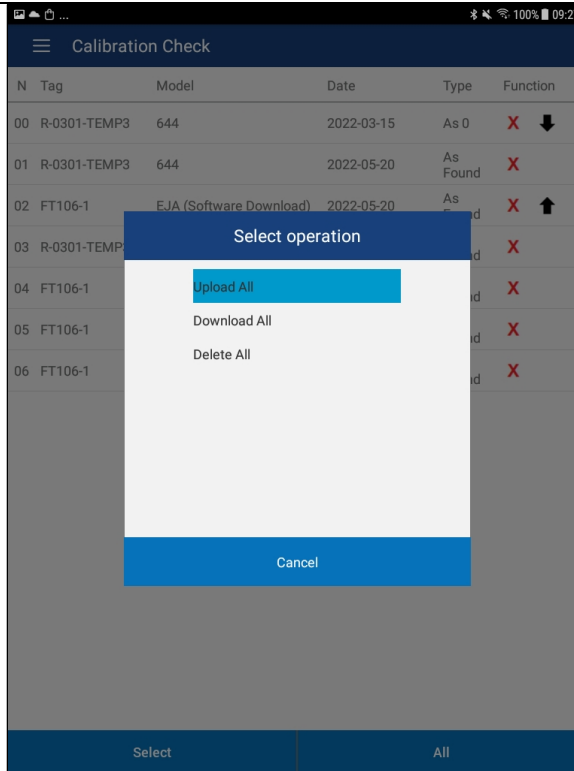 ... 100% 09:2
Calibration Check
N Tag Model Date Type Function
00 R-0301-TEMP3 644 2022-03-15 As 0 X
01 R-0301-TEMP3 644 2022-05-20 As Found X
02 FT106-1 EJA (Software Download) 2022-05-20 As X
03 R-0301-TEMP X
04 FT106-1 X
05 FT106-1 X
06 FT106-1 X
Select operation
Upload All
Download All
Delete All
Cancel
Select All